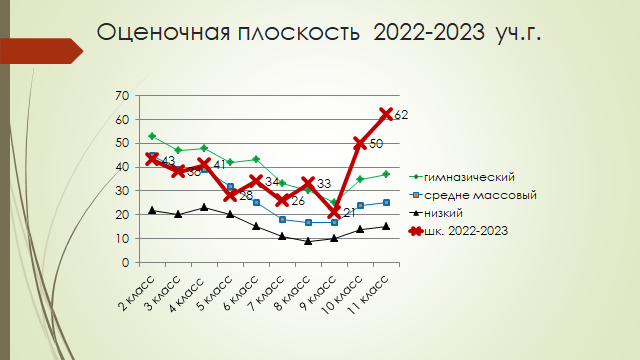 Оценочная плоскость 2022-2023 уч.г.
70
60
50
40
30
20
10
0
43
38
41
28
34
26
33
21
50
62
2 класс
3 класс
4 класс
5 класс
6 класс
7 класс
8 класс
9 класс
10 класс
11 класс
гимназический
средне массовый
низкий
шк. 2022-2023